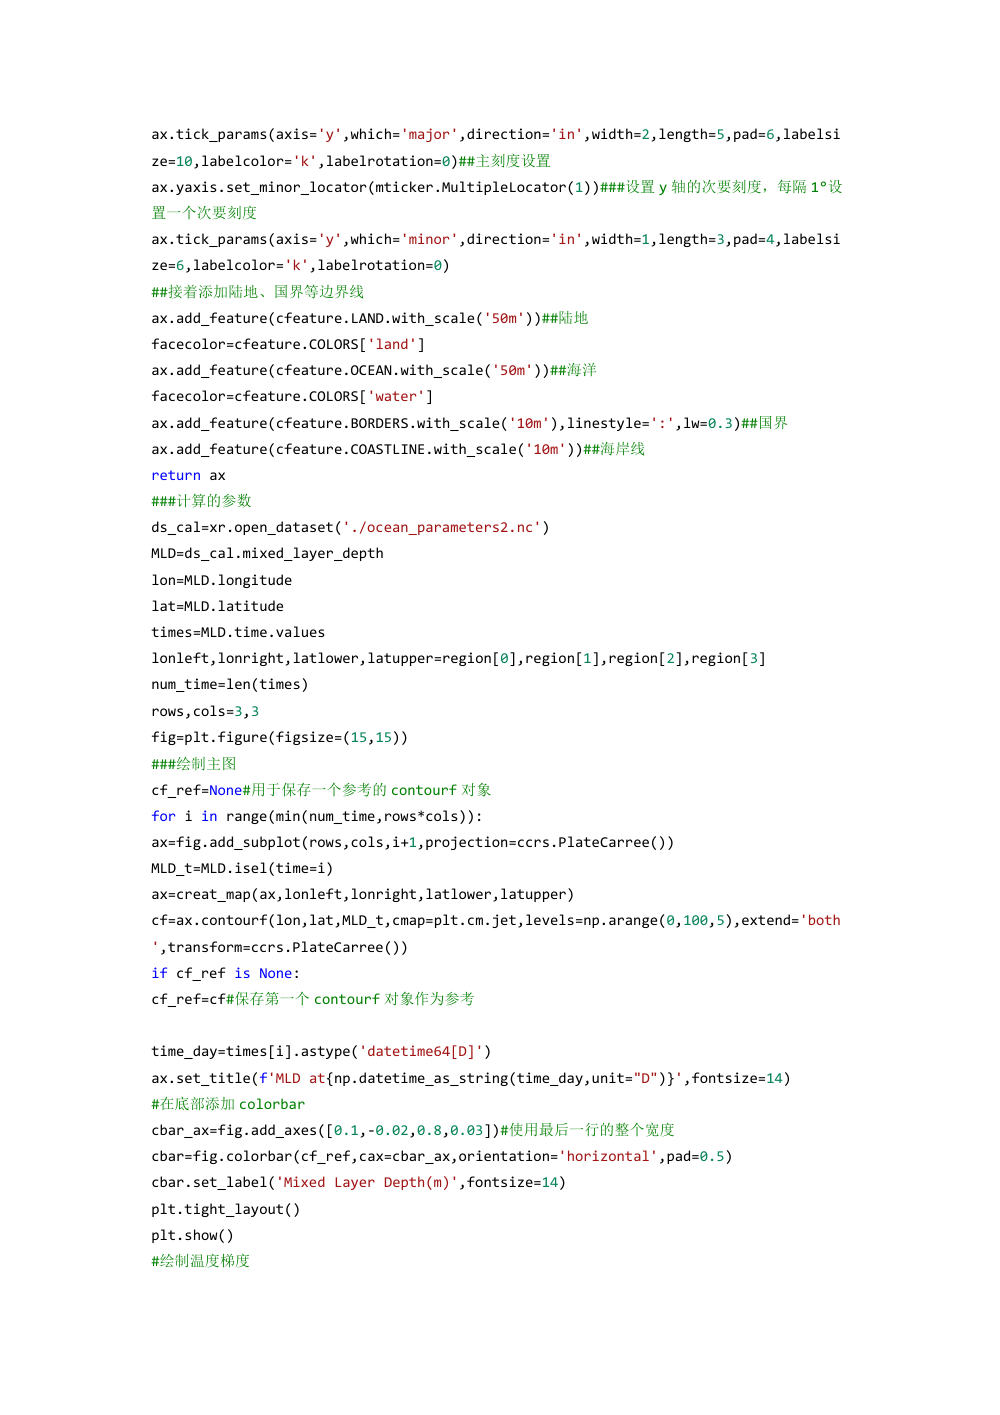 ax.tick_params(axis='y',which='major',direction='in',width=2,length=5,pad=6,labelsi
ze=10,labelcolor='k',labelrotation=0)##主刻度设置
ax.yaxis.set_minor_locator(mticker.MultipleLocator(1))###设置 y 轴的次要刻度，每隔 1°设
置一个次要刻度
ax.tick_params(axis='y',which='minor',direction='in',width=1,length=3,pad=4,labelsi
ze=6,labelcolor='k',labelrotation=0)
##接着添加陆地、国界等边界线
ax.add_feature(cfeature.LAND.with_scale('50m'))##陆地
facecolor=cfeature.COLORS['land']
ax.add_feature(cfeature.OCEAN.with_scale('50m'))##海洋
facecolor=cfeature.COLORS['water']
ax.add_feature(cfeature.BORDERS.with_scale('10m'),linestyle=':',lw=0.3)##国界
ax.add_feature(cfeature.COASTLINE.with_scale('10m'))##海岸线
return ax
###计算的参数
ds_cal=xr.open_dataset('./ocean_parameters2.nc')
MLD=ds_cal.mixed_layer_depth
lon=MLD.longitude
lat=MLD.latitude
times=MLD.time.values
lonleft,lonright,latlower,latupper=region[0],region[1],region[2],region[3]
num_time=len(times)
rows,cols=3,3
fig=plt.figure(figsize=(15,15))
###绘制主图
cf_ref=None#用于保存一个参考的 contourf 对象
for i in range(min(num_time,rows*cols)):
ax=fig.add_subplot(rows,cols,i+1,projection=ccrs.PlateCarree())
MLD_t=MLD.isel(time=i)
ax=creat_map(ax,lonleft,lonright,latlower,latupper)
cf=ax.contourf(lon,lat,MLD_t,cmap=plt.cm.jet,levels=np.arange(0,100,5),extend='both
',transform=ccrs.PlateCarree())
if cf_ref is None:
cf_ref=cf#保存第一个 contourf 对象作为参考
time_day=times[i].astype('datetime64[D]')
ax.set_title(f'MLD at{np.datetime_as_string(time_day,unit="D")}',fontsize=14)
#在底部添加 colorbar
cbar_ax=fig.add_axes([0.1,-0.02,0.8,0.03])#使用最后一行的整个宽度
cbar=fig.colorbar(cf_ref,cax=cbar_ax,orientation='horizontal',pad=0.5)
cbar.set_label('Mixed Layer Depth(m)',fontsize=14)
plt.tight_layout()
plt.show()
#绘制温度梯度